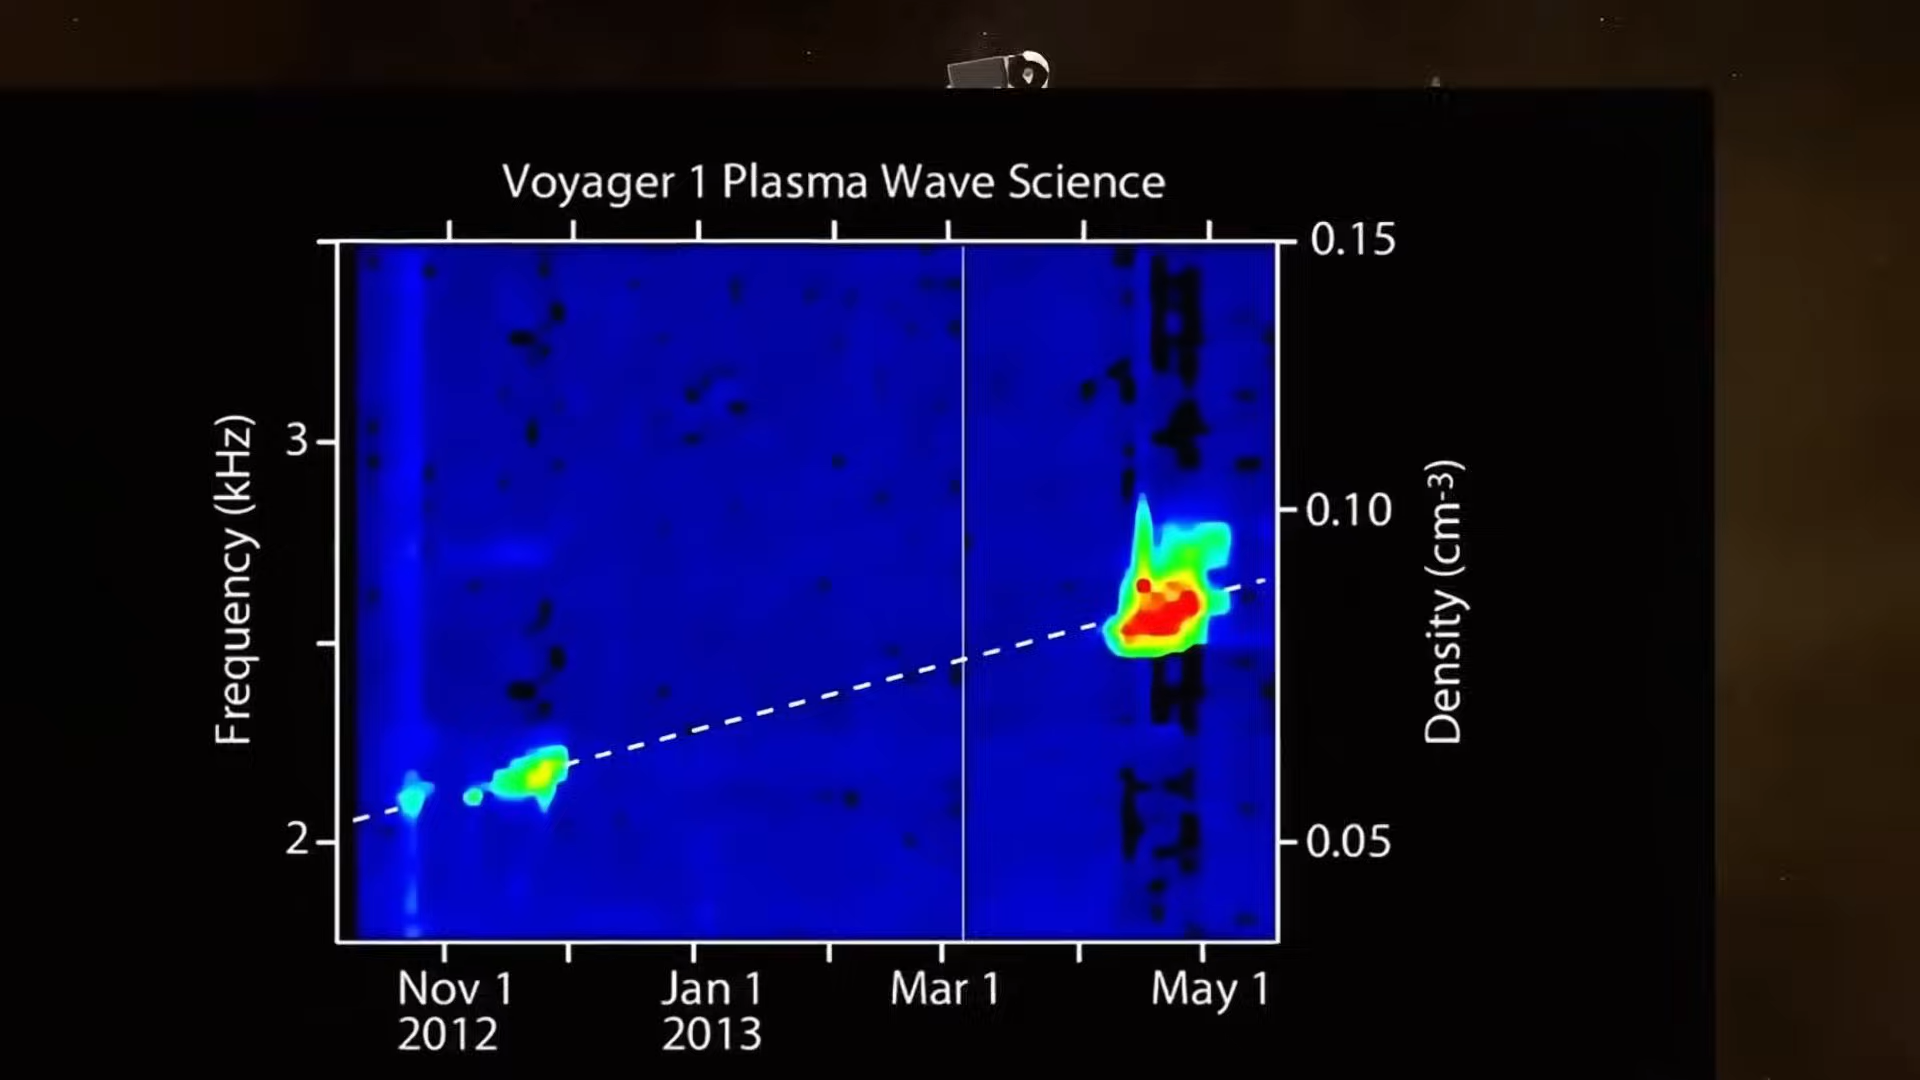 Voyager 1 Plasma Wave Science
0.15
3
0.10
2
0.05
Frequency (kHz)
Density (cm-3)
Nov 1
2012
Jan 1
2013
Mar 1
May 1